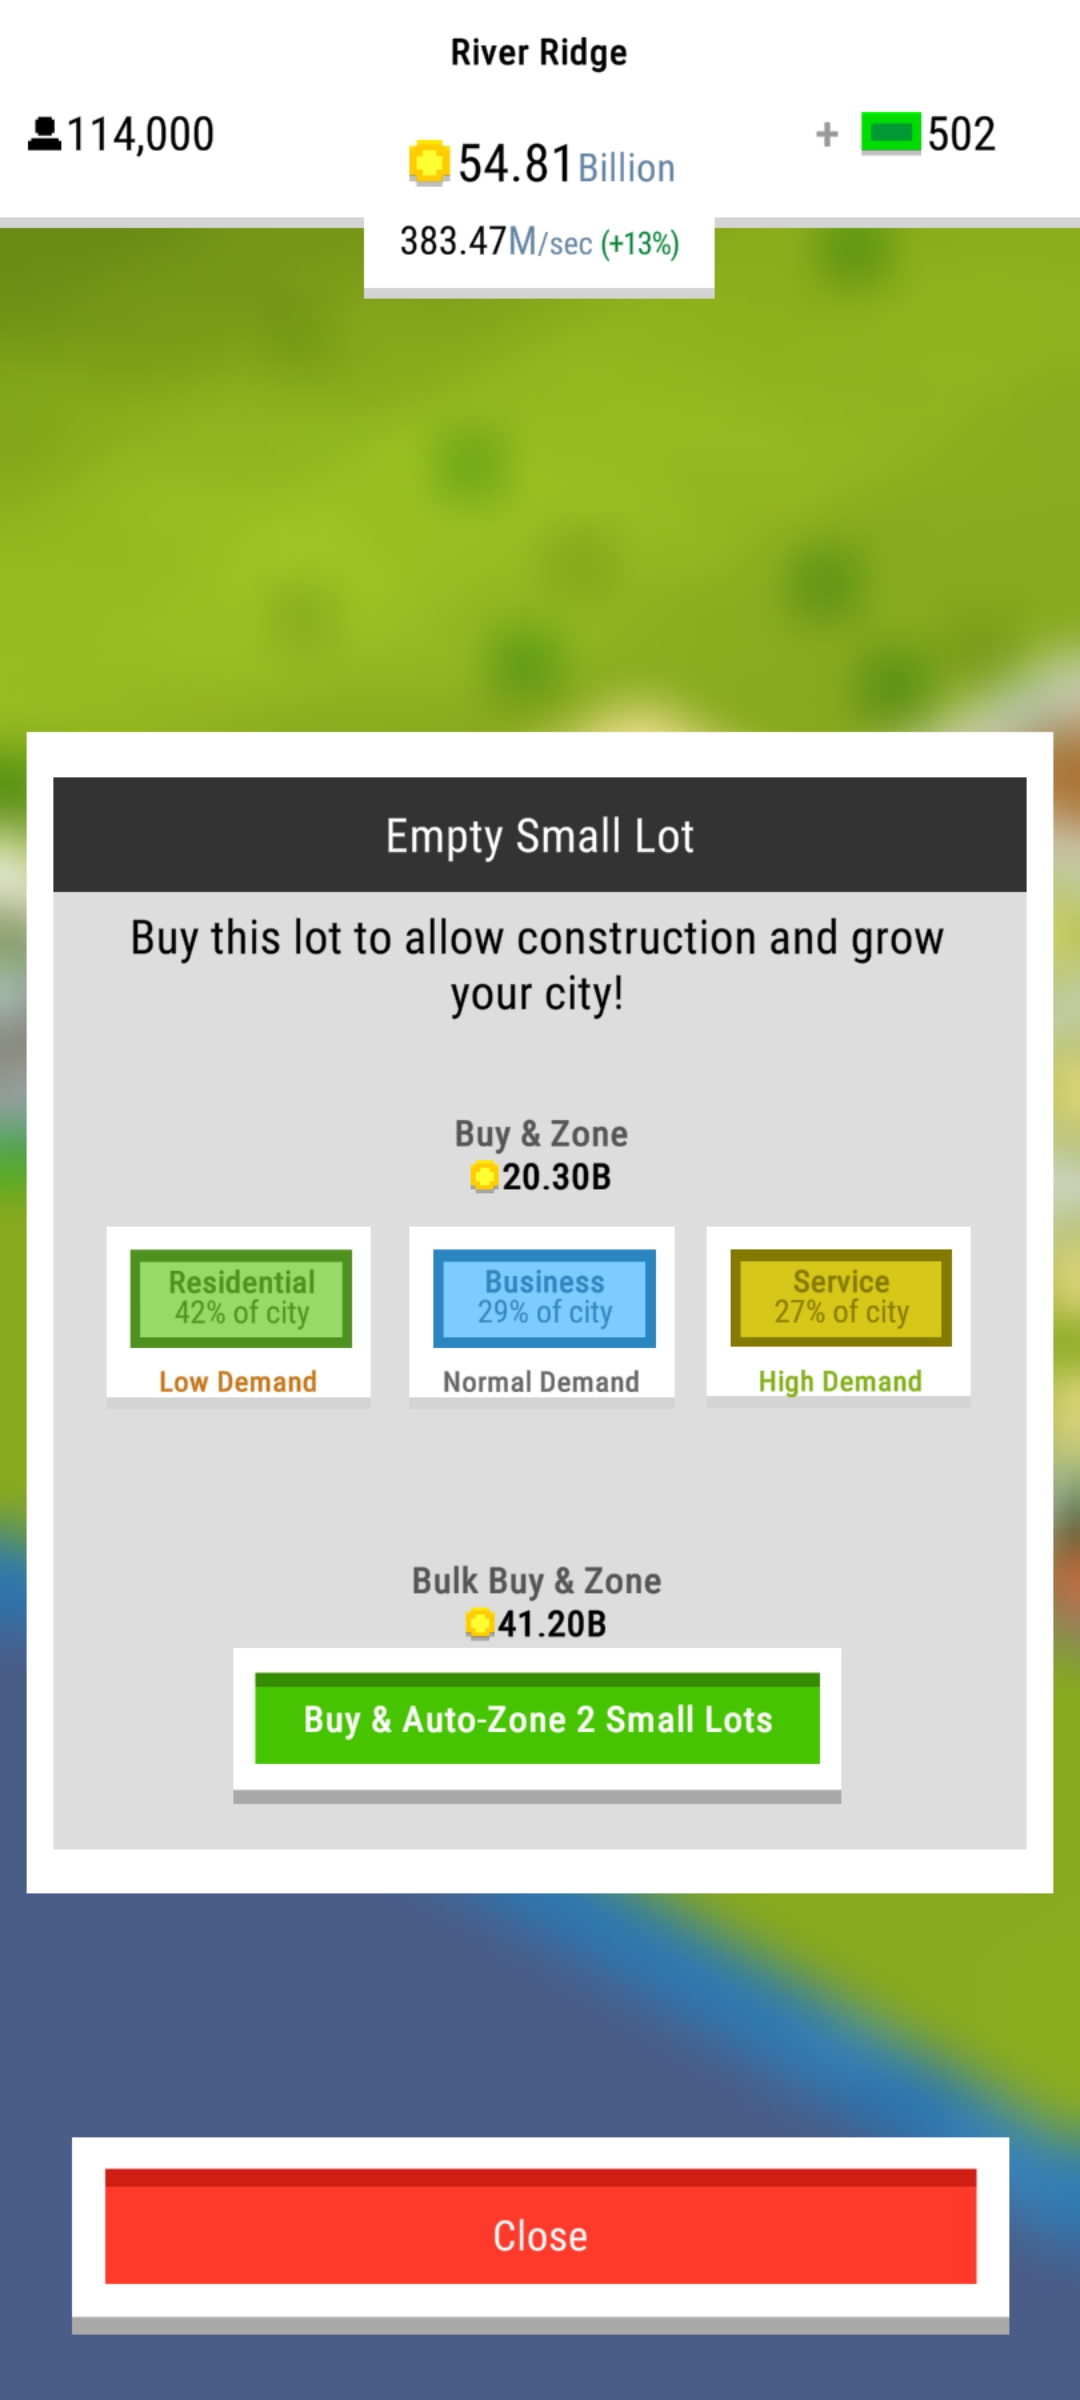 River Ridge
114,000
54.81 Billion
+ 502
383.47M/sec (+13%)
Empty Small Lot
Buy this lot to allow construction and grow
your city!
Buy & Zone
20.30B
Residential
42% of city
Low Demand
Business
29% of city
Normal Demand
Service
27% of city
High Demand
Bulk Buy & Zone
41.20B
Buy & Auto-Zone 2 Small Lots
Close